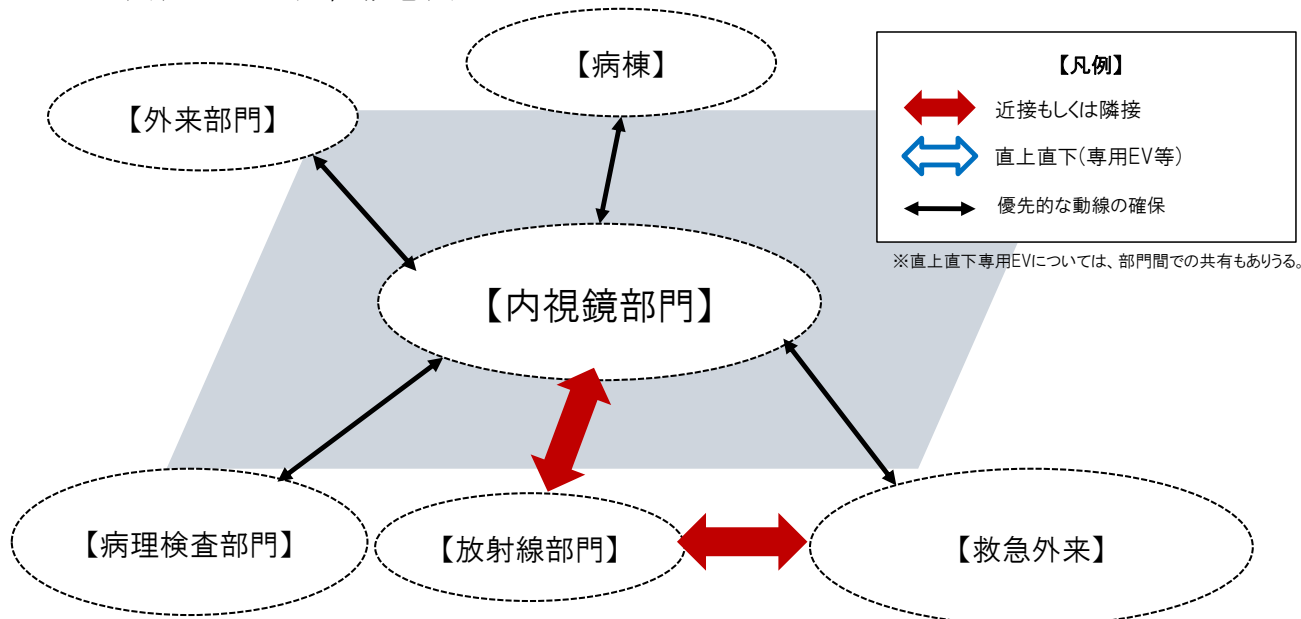 【病棟】
【外来部門】
【内視鏡部門】
【病理検査部門】
【放射線部門】
【救急外来】
【凡例】
近接もしくは隣接
直上直下(専用EV等)
優先的な動線の確保
※直上直下専用EVについては、部門間での共有もありうる。